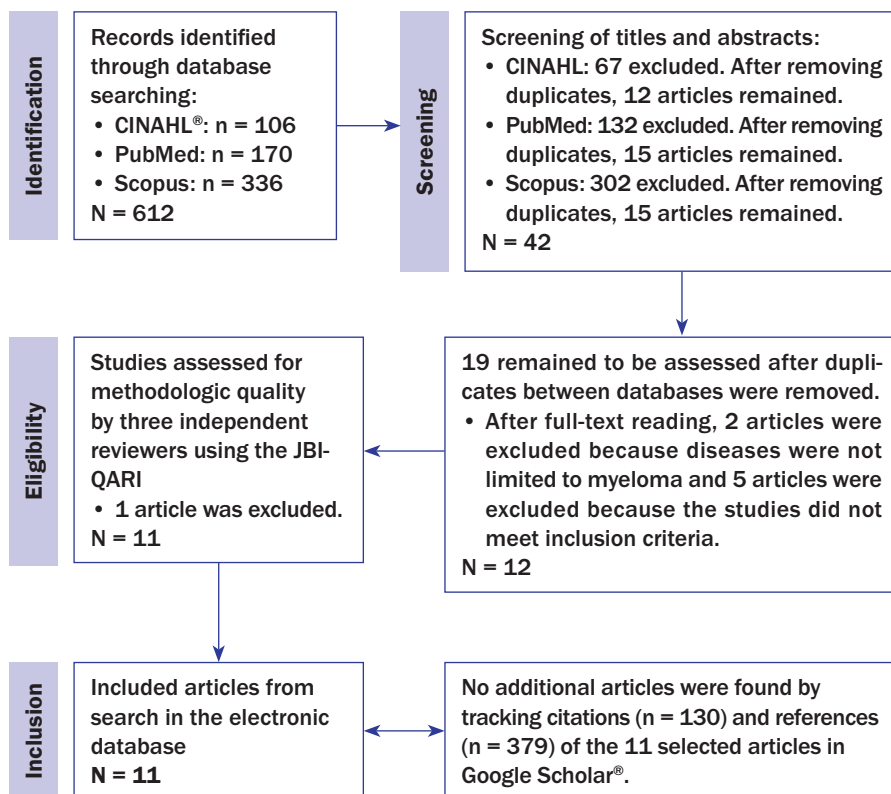 Identification
Records identified
through database
searching:
• CINAHL®: n = 106
• PubMed: n = 170
• Scopus: n = 336
N = 612
Screening
Screening of titles and abstracts:
• CINAHL: 67 excluded. After removing
duplicates, 12 articles remained.
• PubMed: 132 excluded. After removing
duplicates, 15 articles remained.
• Scopus: 302 excluded. After removing
duplicates, 15 articles remained.
N = 42
Eligibility
Studies assessed for
methodologic quality
by three independent
reviewers using the JBI-
QARI
• 1 article was excluded.
N = 11
19 remained to be assessed after dupli-
cates between databases were removed.
• After full-text reading, 2 articles were
excluded because diseases were not
limited to myeloma and 5 articles were
excluded because the studies did not
meet inclusion criteria.
N = 12
Inclusion
Included articles from
search in the electronic
database
N = 11
No additional articles were found by
tracking citations (n = 130) and references
(n = 379) of the 11 selected articles in
Google Scholar®.